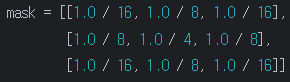 mask = [[1.0 / 16, 1.0 / 8, 1.0 / 16],
[1.0 / 8, 1.0 / 4, 1.0 / 8],
[1.0 / 16, 1.0 / 8, 1.0 / 16]]